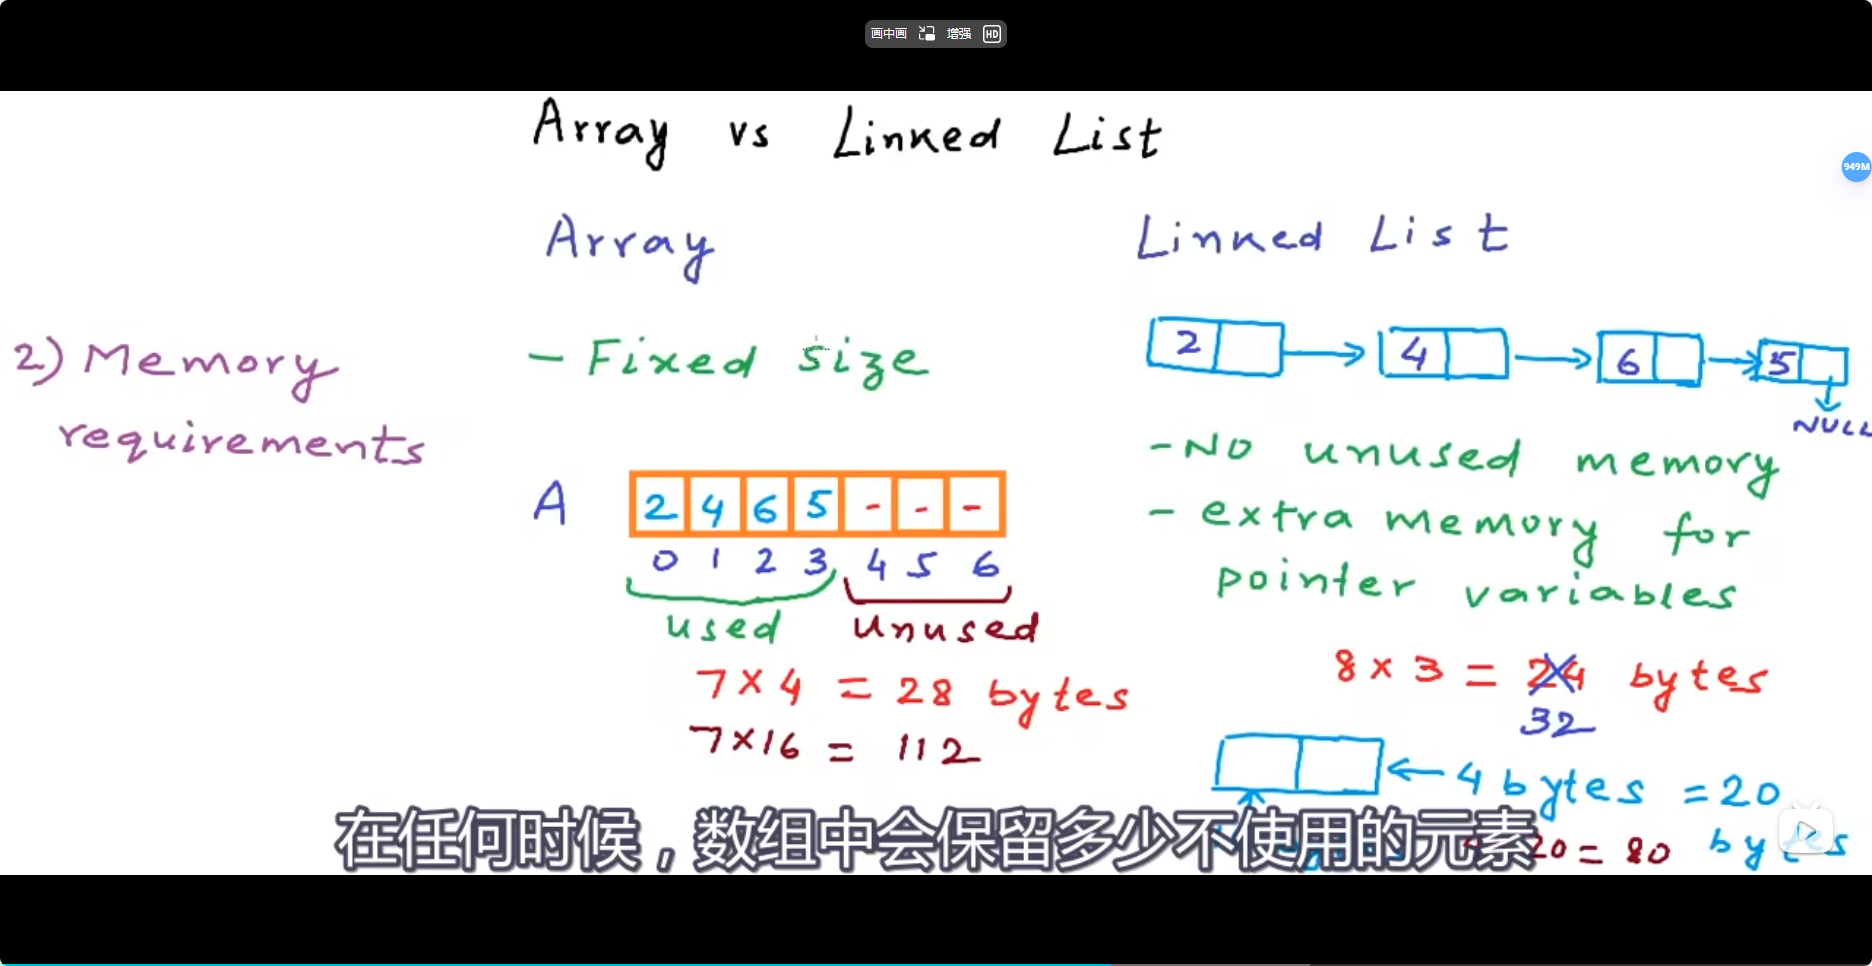 画中画 增强 HD
949M
Array vs Linked List
Array
Linked List
2) Memory
requirements
- Fixed size
2 4 6 5
NULL
A
2 4 6 5 - - -
0 1 2 3 4 5 6
used unused
7 × 4 = 28 bytes
7 × 16 = 112
- No unused memory
- extra memory for
pointer variables
8 × 3 = 24 bytes
32
4 bytes = 20
20 = 80 bytes
在任何时候，数组中会保留多少不使用的元素